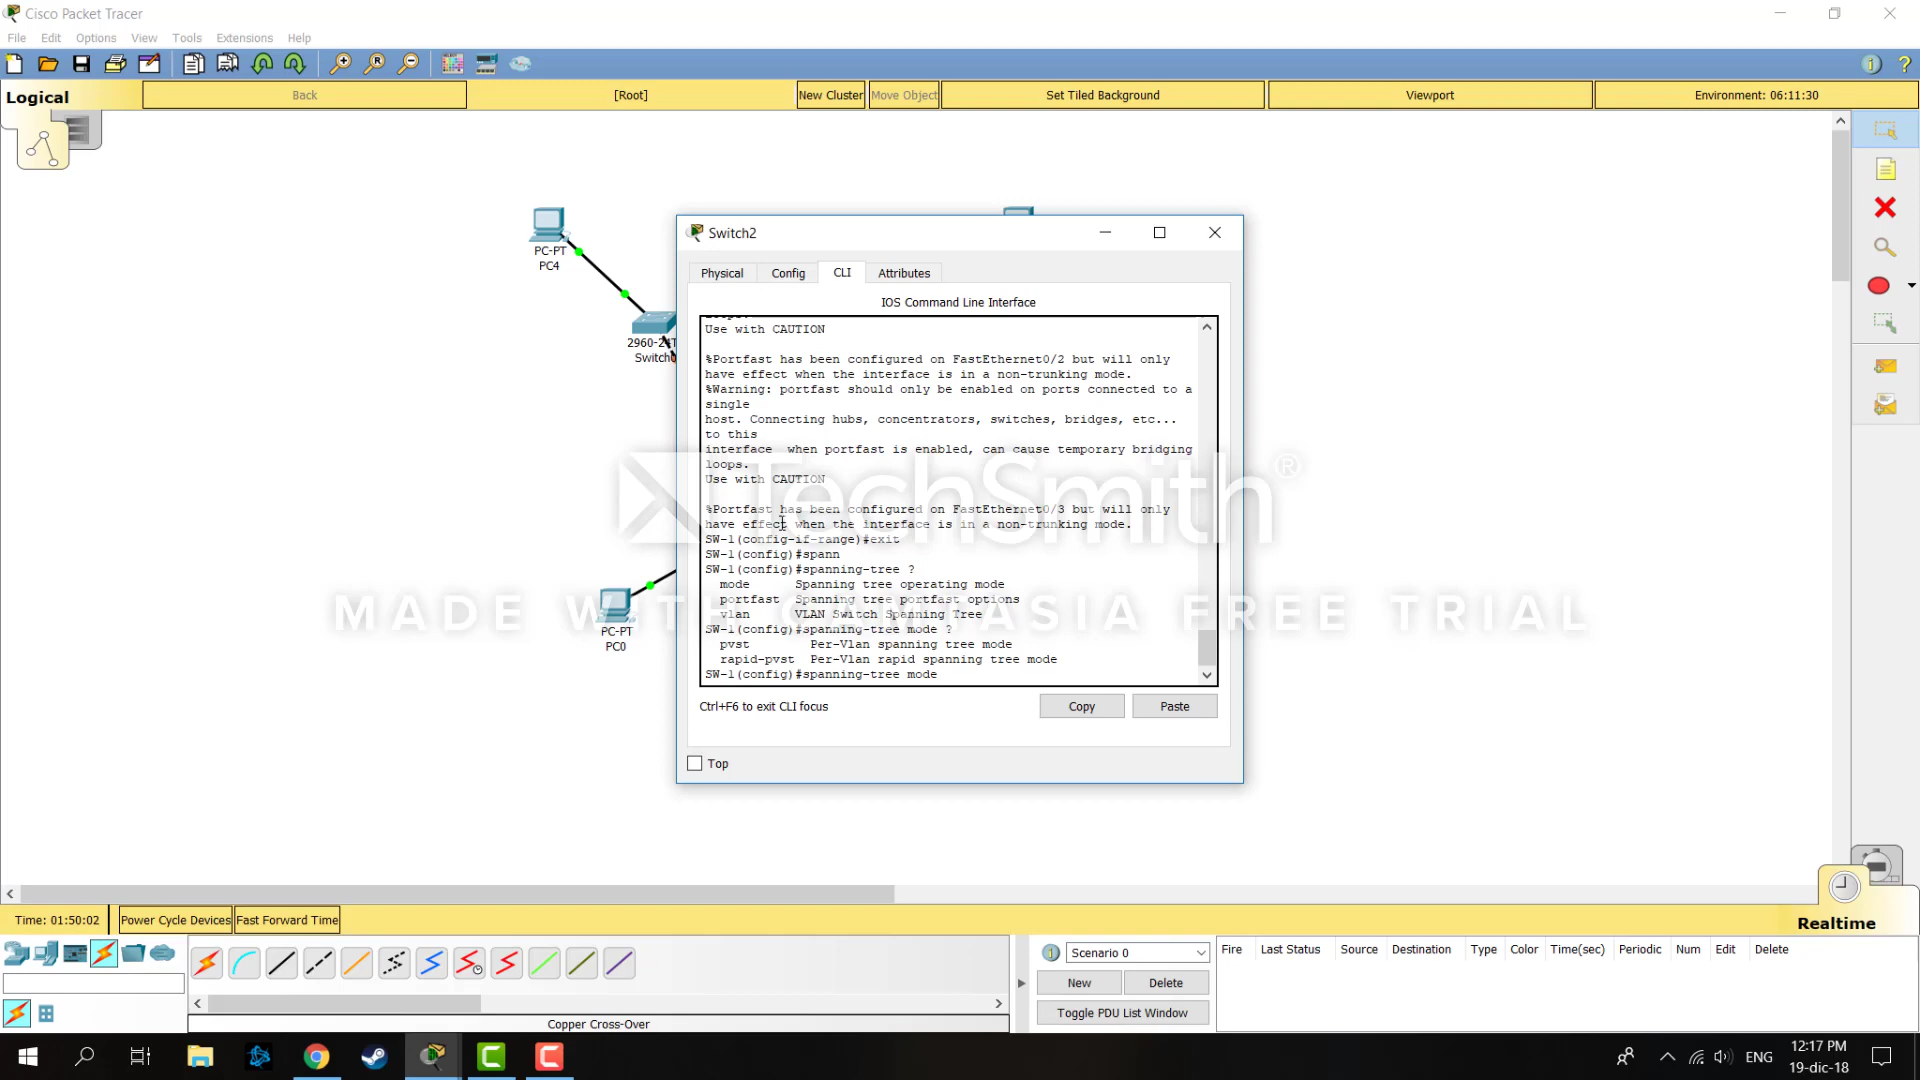 Cisco Packet Tracer
File Edit Options View Tools Extensions Help
Logical
Back
[Root]
New Cluster
Move Object
Set Tiled Background
Viewport
Environment: 06:11:30
PC-PT
PC4
2960-24T
Switch0
PC-PT
PC0
Switch2
Physical Config CLI Attributes
IOS Command Line Interface
Use with CAUTION
%Portfast has been configured on FastEthernet0/2 but will only
have effect when the interface is in a non-trunking mode.
%Warning: portfast should only be enabled on ports connected to a
single
host. Connecting hubs, concentrators, switches, bridges, etc...
to this
interface  when portfast is enabled, can cause temporary bridging
loops.
Use with CAUTION
%Portfast has been configured on FastEthernet0/3 but will only
have effect when the interface is in a non-trunking mode.
SW-1(config-if-range)#exit
SW-1(config)#spann
SW-1(config)#spanning-tree ?
mode      Spanning tree operating mode
portfast  Spanning tree portfast options
vlan      VLAN Switch Spanning Tree
SW-1(config)#spanning-tree mode ?
pvst        Per-Vlan spanning tree mode
rapid-pvst  Per-Vlan rapid spanning tree mode
SW-1(config)#spanning-tree mode
Ctrl+F6 to exit CLI focus
Copy
Paste
Top
TechSmith®
MADE WITH CAMTASIA FREE TRIAL
Time: 01:50:02
Power Cycle Devices
Fast Forward Time
Realtime
Scenario 0
New
Delete
Toggle PDU List Window
Fire Last Status Source Destination Type Color Time(sec) Periodic Num Edit Delete
Copper Cross-Over
ENG
12:17 PM
19-dic-18